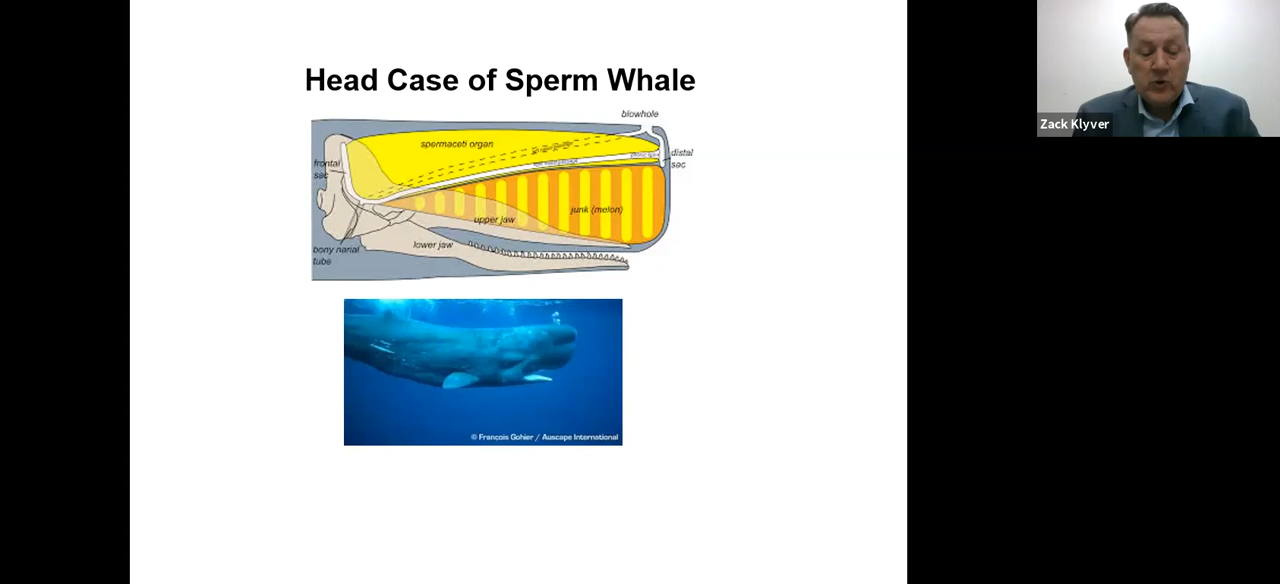 Head Case of Sperm Whale
blowhole
spermaceti organ
distal
sac
frontal
sac
junk (melon)
upper jaw
lower jaw
bony narial
tube
© François Gohier / Auscape International
Zack Klyver